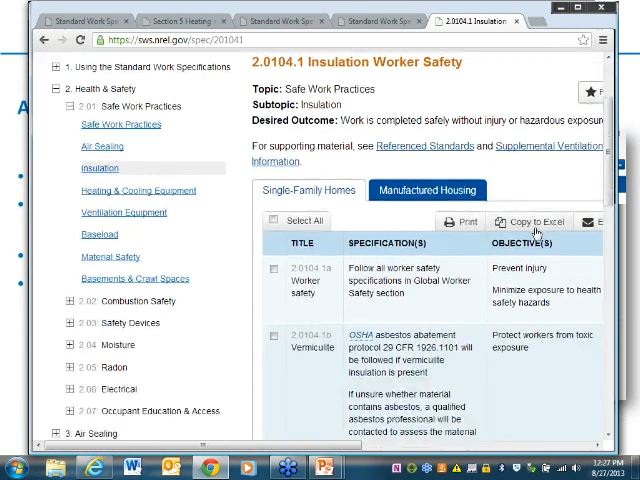 Standard Work Spec
Section 5 Heating
Standard Work Spec
Standard Work Spec
2.0104.1 Insulation
https://sws.nrel.gov/spec/201041
1. Using the Standard Work Specifications
2. Health & Safety
2.01: Safe Work Practices
Safe Work Practices
Air Sealing
Insulation
Heating & Cooling Equipment
Ventilation Equipment
Baseload
Material Safety
Basements & Crawl Spaces
2.02: Combustion Safety
2.03: Safety Devices
2.04: Moisture
2.05: Radon
2.06: Electrical
2.07: Occupant Education & Access
3. Air Sealing
2.0104.1 Insulation Worker Safety
Topic: Safe Work Practices
Subtopic: Insulation
Desired Outcome: Work is completed safely without injury or hazardous exposure
For supporting material, see Referenced Standards and Supplemental Ventilation
Information.
Single-Family Homes
Manufactured Housing
Select All
Print
Copy to Excel
E
TITLE
SPECIFICATION(S)
OBJECTIVE(S)
2.0104.1a
Worker
safety
Follow all worker safety
specifications in Global Worker
Safety section
Prevent injury
Minimize exposure to health
safety hazards
2.0104.1b
Vermiculite
OSHA asbestos abatement
protocol 29 CFR 1926.1101 will
be followed if vermiculite
insulation is present
If unsure whether material
contains asbestos, a qualified
asbestos professional will be
contacted to assess the material
Protect workers from toxic
exposure
12:27 PM
8/27/2013